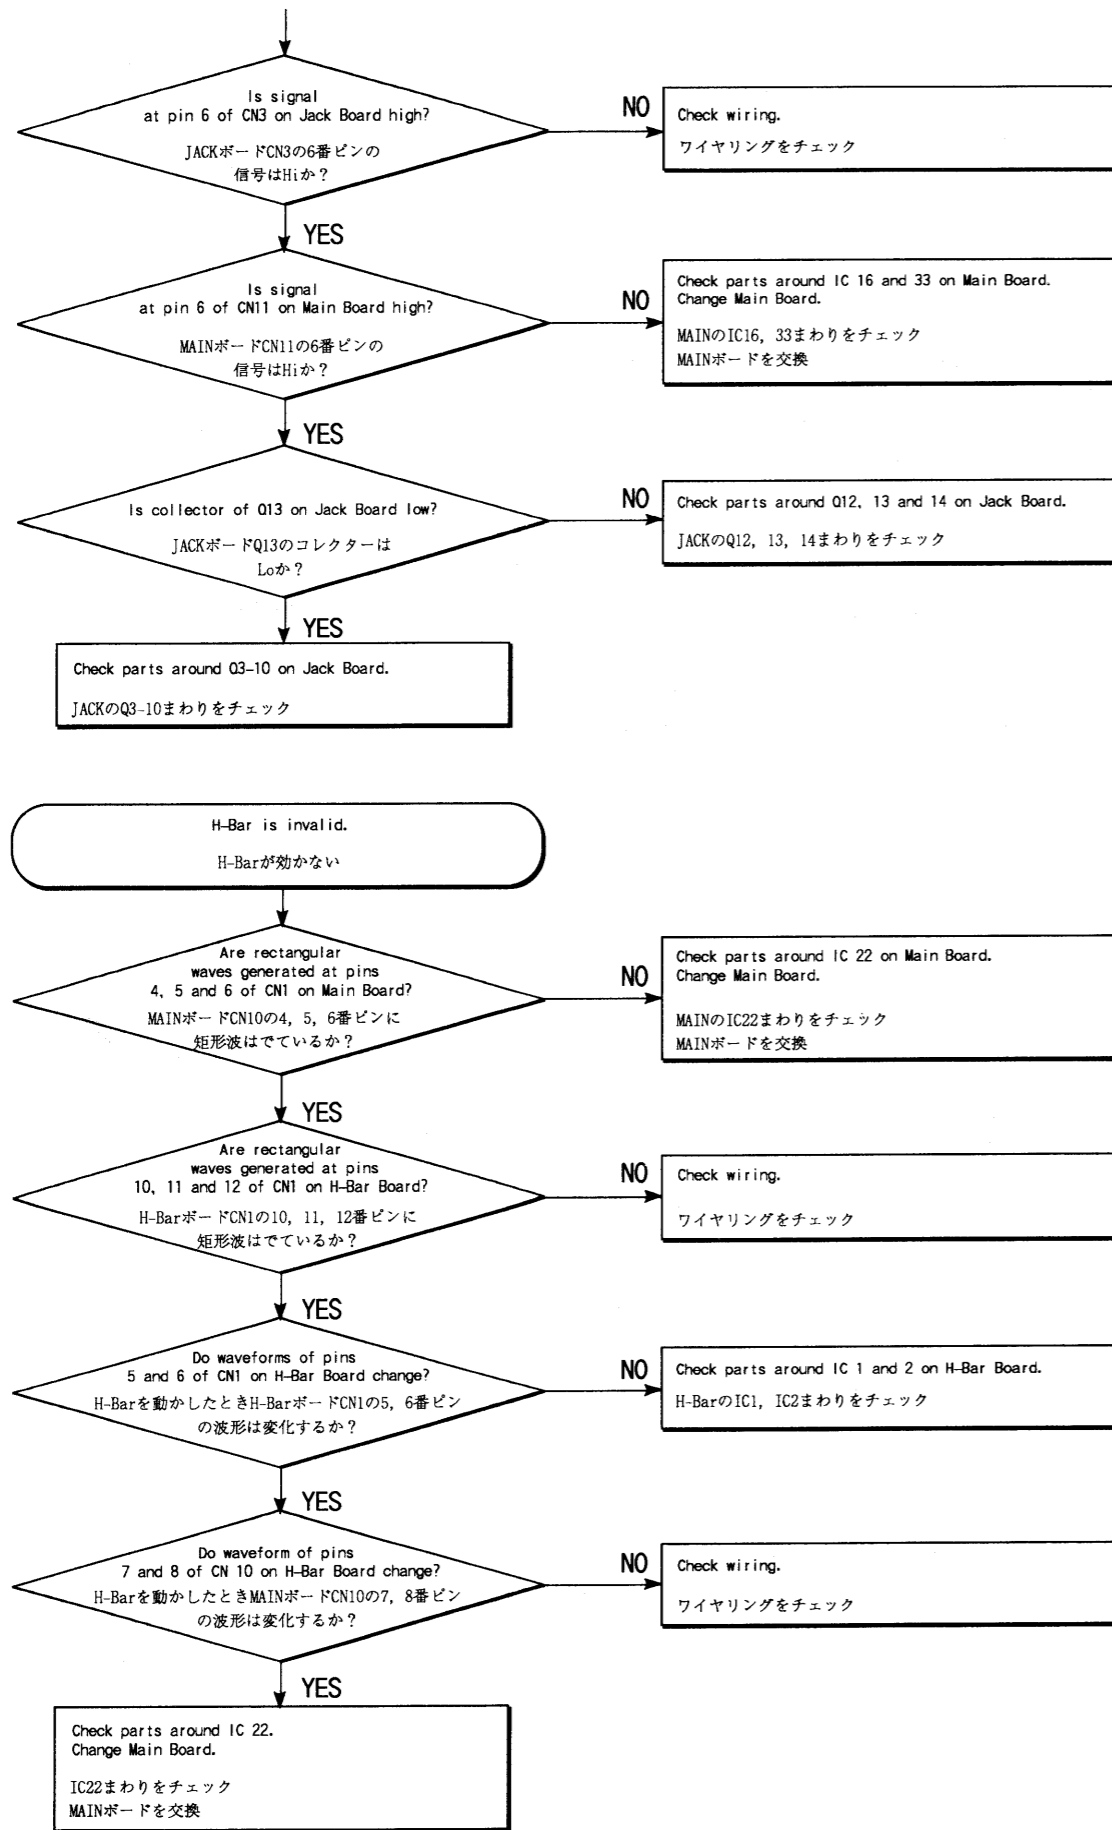 Is signal
at pin 6 of CN3 on Jack Board high?
JACKボードCN3の6番ピンの
信号はHiか？
NO
Check wiring.
ワイヤリングをチェック
YES
Is signal
at pin 6 of CN11 on Main Board high?
MAINボードCN11の6番ピンの
信号はHiか？
NO
Check parts around IC 16 and 33 on Main Board.
Change Main Board.
MAINのIC16, 33まわりをチェック
MAINボードを交換
YES
Is collector of Q13 on Jack Board low?
JACKボードQ13のコレクターは
Loか？
NO
Check parts around Q12, 13 and 14 on Jack Board.
JACKのQ12, 13, 14まわりをチェック
YES
Check parts around Q3-10 on Jack Board.
JACKのQ3-10まわりをチェック
H-Bar is invalid.
H-Barが効かない
Are rectangular
waves generated at pins
4, 5 and 6 of CN1 on Main Board?
MAINボードCN10の4, 5, 6番ピンに
矩形波はでているか？
NO
Check parts around IC 22 on Main Board.
Change Main Board.
MAINのIC22まわりをチェック
MAINボードを交換
YES
Are rectangular
waves generated at pins
10, 11 and 12 of CN1 on H-Bar Board?
H-BarボードCN1の10, 11, 12番ピンに
矩形波はでているか？
NO
Check wiring.
ワイヤリングをチェック
YES
Do waveforms of pins
5 and 6 of CN1 on H-Bar Board change?
H-Barを動かしたときH-BarボードCN1の5, 6番ピン
の波形は変化するか？
NO
Check parts around IC 1 and 2 on H-Bar Board.
H-BarのIC1, IC2まわりをチェック
YES
Do waveform of pins
7 and 8 of CN 10 on H-Bar Board change?
H-Barを動かしたときMAINボードCN10の7, 8番ピン
の波形は変化するか？
NO
Check wiring.
ワイヤリングをチェック
YES
Check parts around IC 22.
Change Main Board.
IC22まわりをチェック
MAINボードを交換